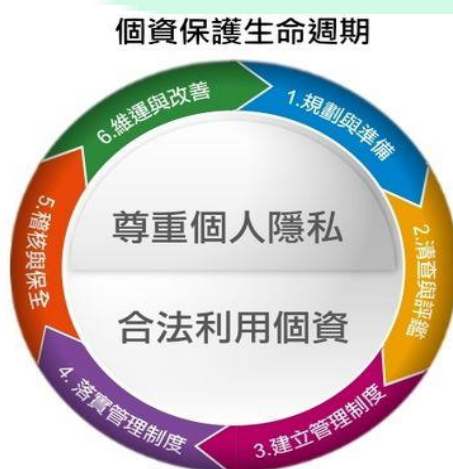 個資保護生命週期
1.規劃與準備
2.清查與評鑑
3.建立管理制度
4. 落實管理制度
5.稽核與保全
6.維運與改善
尊重個人隱私
合法利用個資